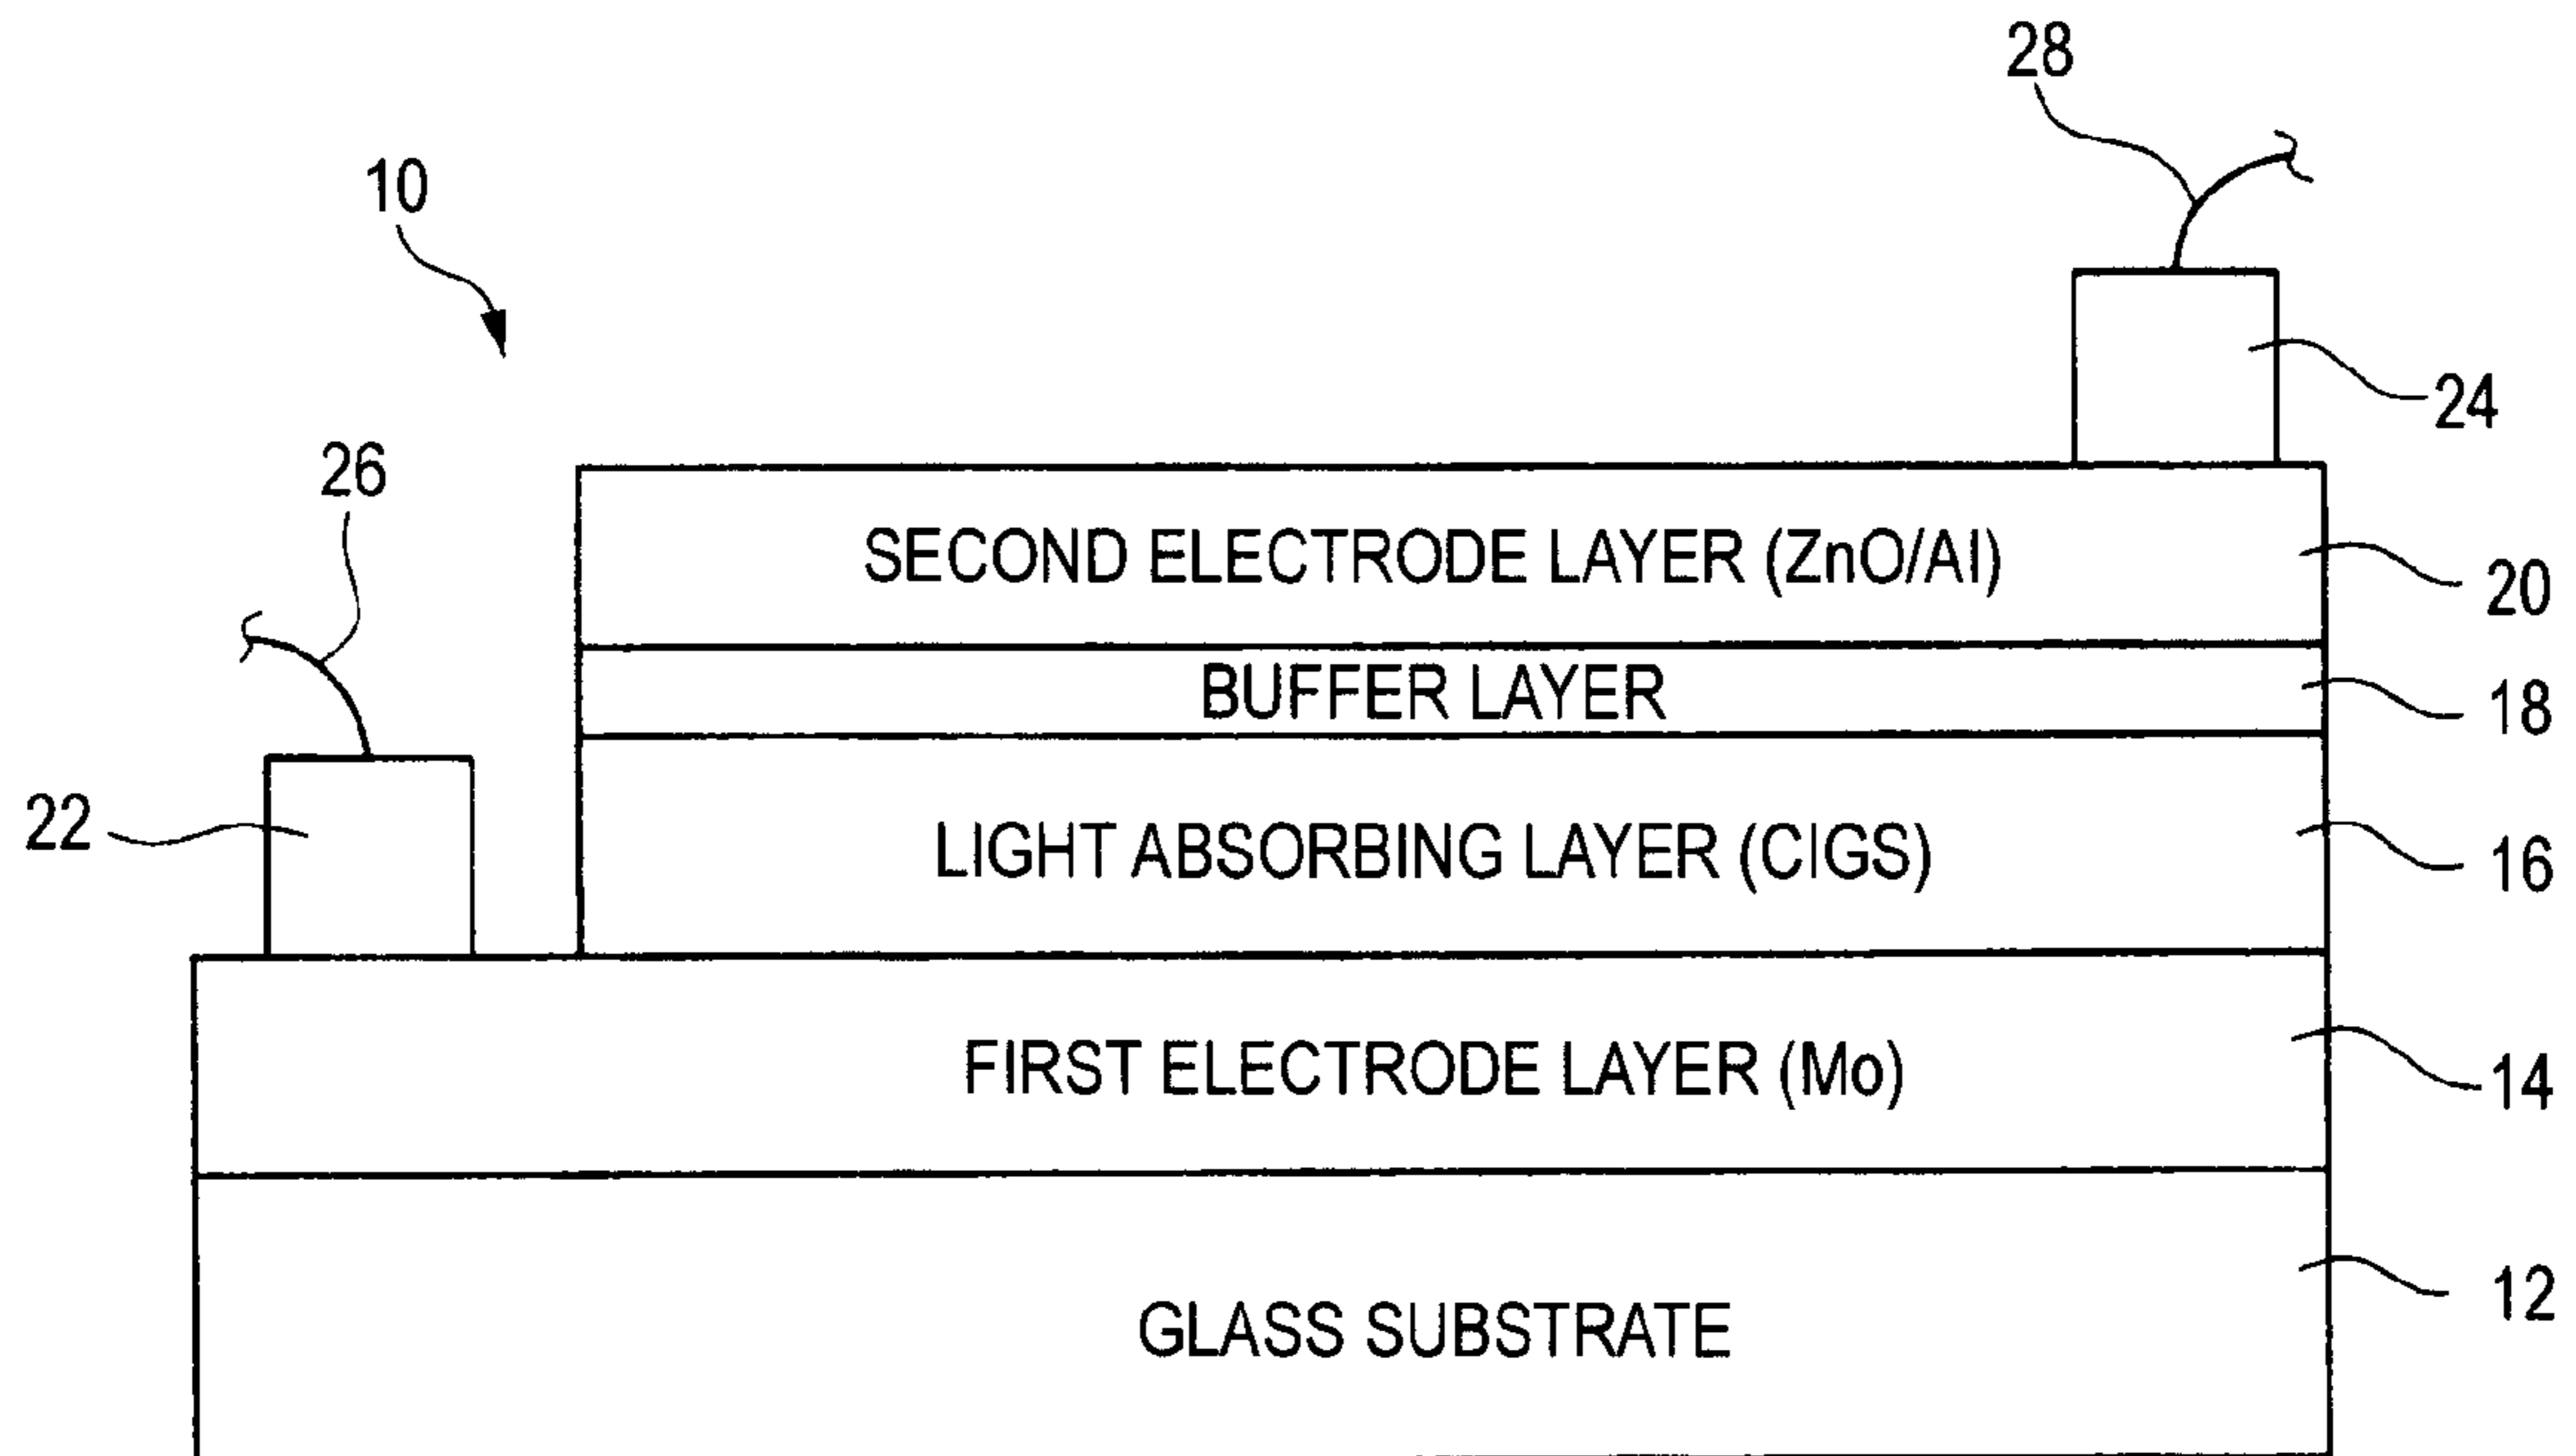 28
10
24
26
SECOND ELECTRODE LAYER (ZnO/Al)
20
BUFFER LAYER
18
22
LIGHT ABSORBING LAYER (CIGS)
16
FIRST ELECTRODE LAYER (Mo)
14
12
GLASS SUBSTRATE